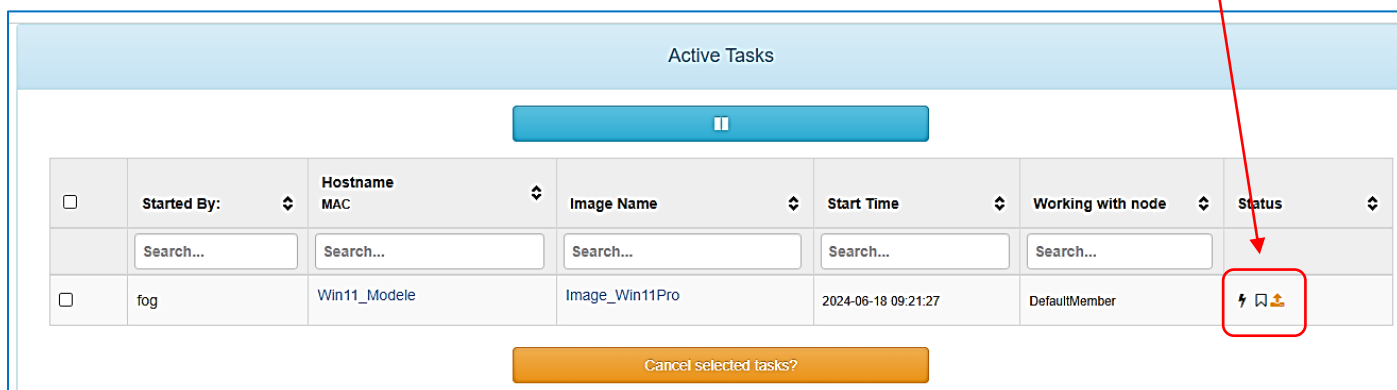 Active Tasks
Started By:
Hostname
MAC
Image Name
Start Time
Working with node
Status
Search...
Search...
Search...
Search...
Search...
fog
Win11_Modele
Image_Win11Pro
2024-06-18 09:21:27
DefaultMember
Cancel selected tasks?